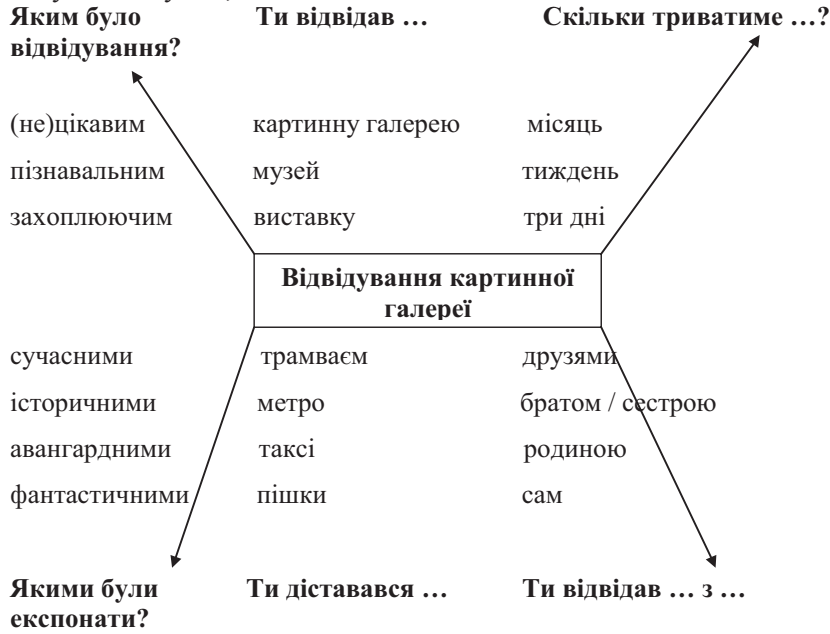 Яким було Ти відвідав … Скільки триватиме …?
відвідування?
(не)цікавим картинну галерею місяць
пізнавальним музей тиждень
захоплюючим виставку три дні
Відвідування картинної
галереї
сучасними трамваєм друзями
історичними метро братом / сестрою
авангардними таксі родиною
фантастичними пішки сам
Якими були Ти діставався … Ти відвідав … з …
експонати?